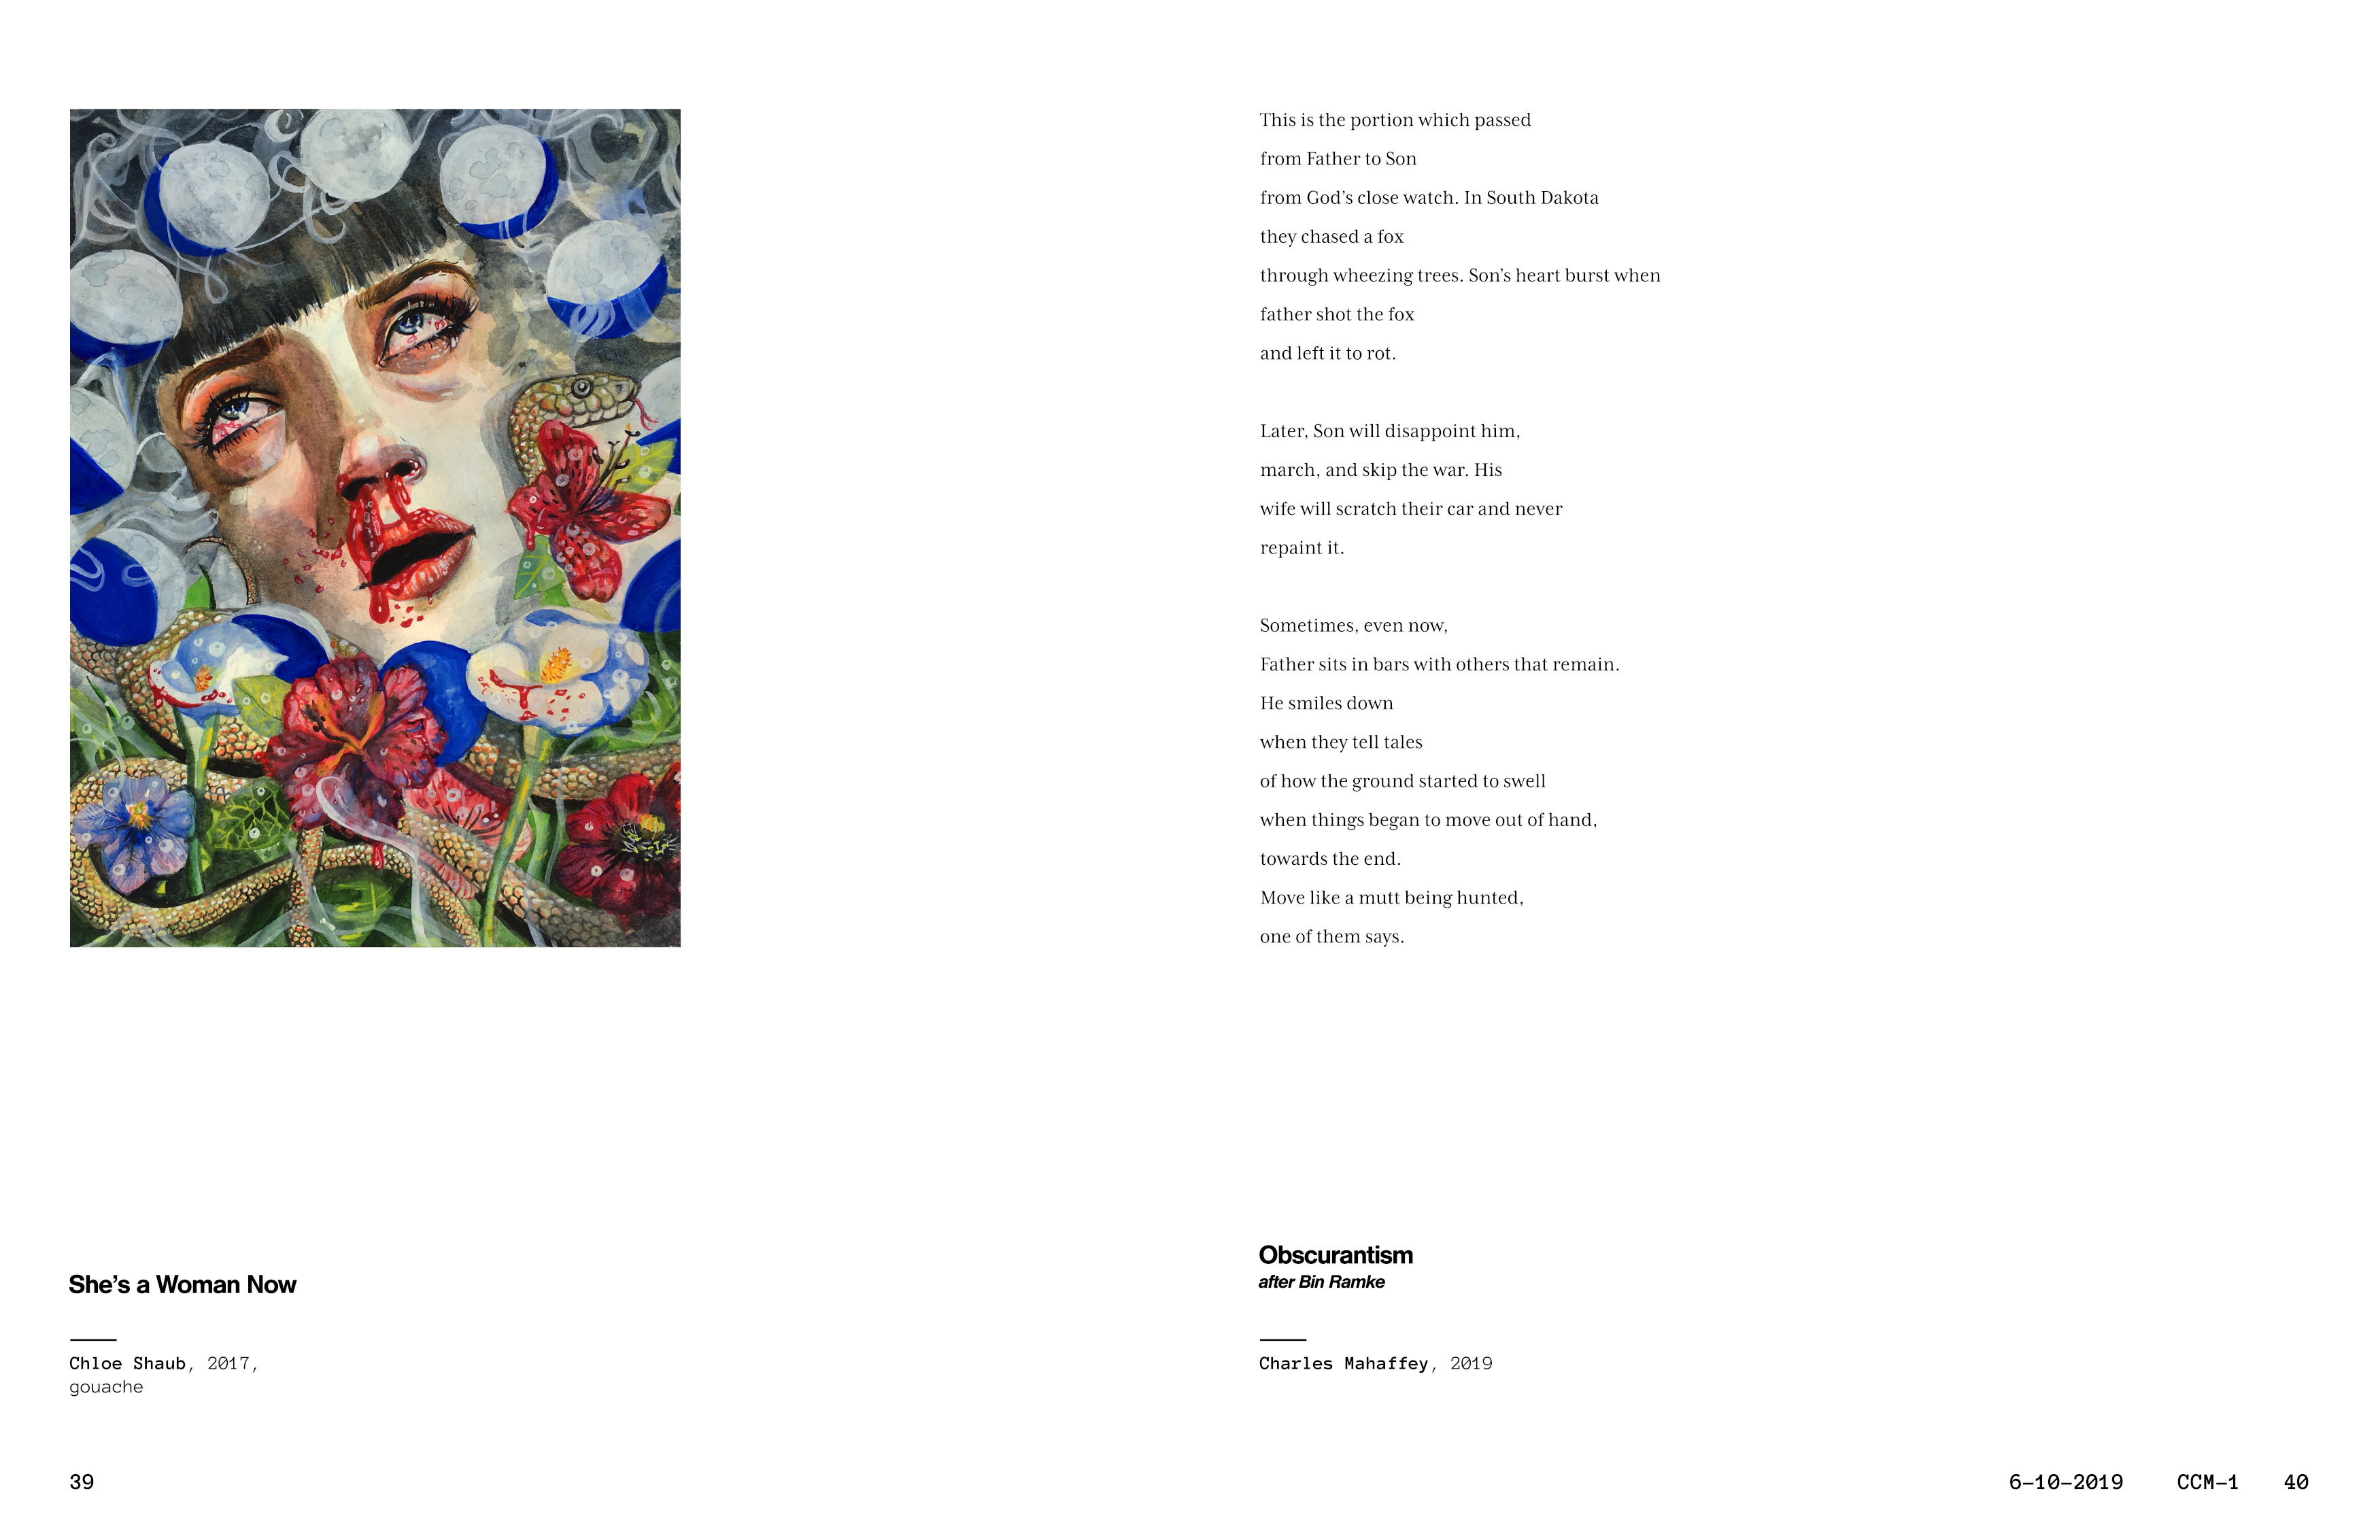 She’s a Woman Now
Chloe Shaub, 2017,
gouache
39
This is the portion which passed
from Father to Son
from God’s close watch. In South Dakota
they chased a fox
through wheezing trees. Son’s heart burst when
father shot the fox
and left it to rot.
Later, Son will disappoint him,
march, and skip the war. His
wife will scratch their car and never
repaint it.
Sometimes, even now,
Father sits in bars with others that remain.
He smiles down
when they tell tales
of how the ground started to swell
when things began to move out of hand,
towards the end.
Move like a mutt being hunted,
one of them says.
Obscurantism
after Bin Ramke
Charles Mahaffey, 2019
6-10-2019 CCM-1 40